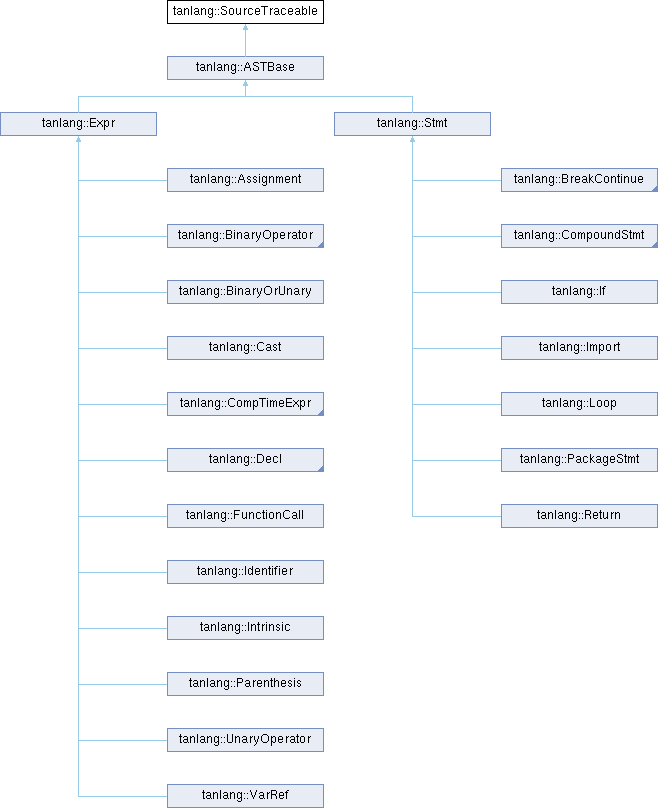 tanlang::SourceTraceable
tanlang::ASTBase
tanlang::Expr
tanlang::Stmt
tanlang::Assignment
tanlang::BreakContinue
tanlang::BinaryOperator
tanlang::CompoundStmt
tanlang::BinaryOrUnary
tanlang::If
tanlang::Cast
tanlang::Import
tanlang::CompTimeExpr
tanlang::Loop
tanlang::Decl
tanlang::PackageStmt
tanlang::FunctionCall
tanlang::Return
tanlang::Identifier
tanlang::Intrinsic
tanlang::Parenthesis
tanlang::UnaryOperator
tanlang::VarRef